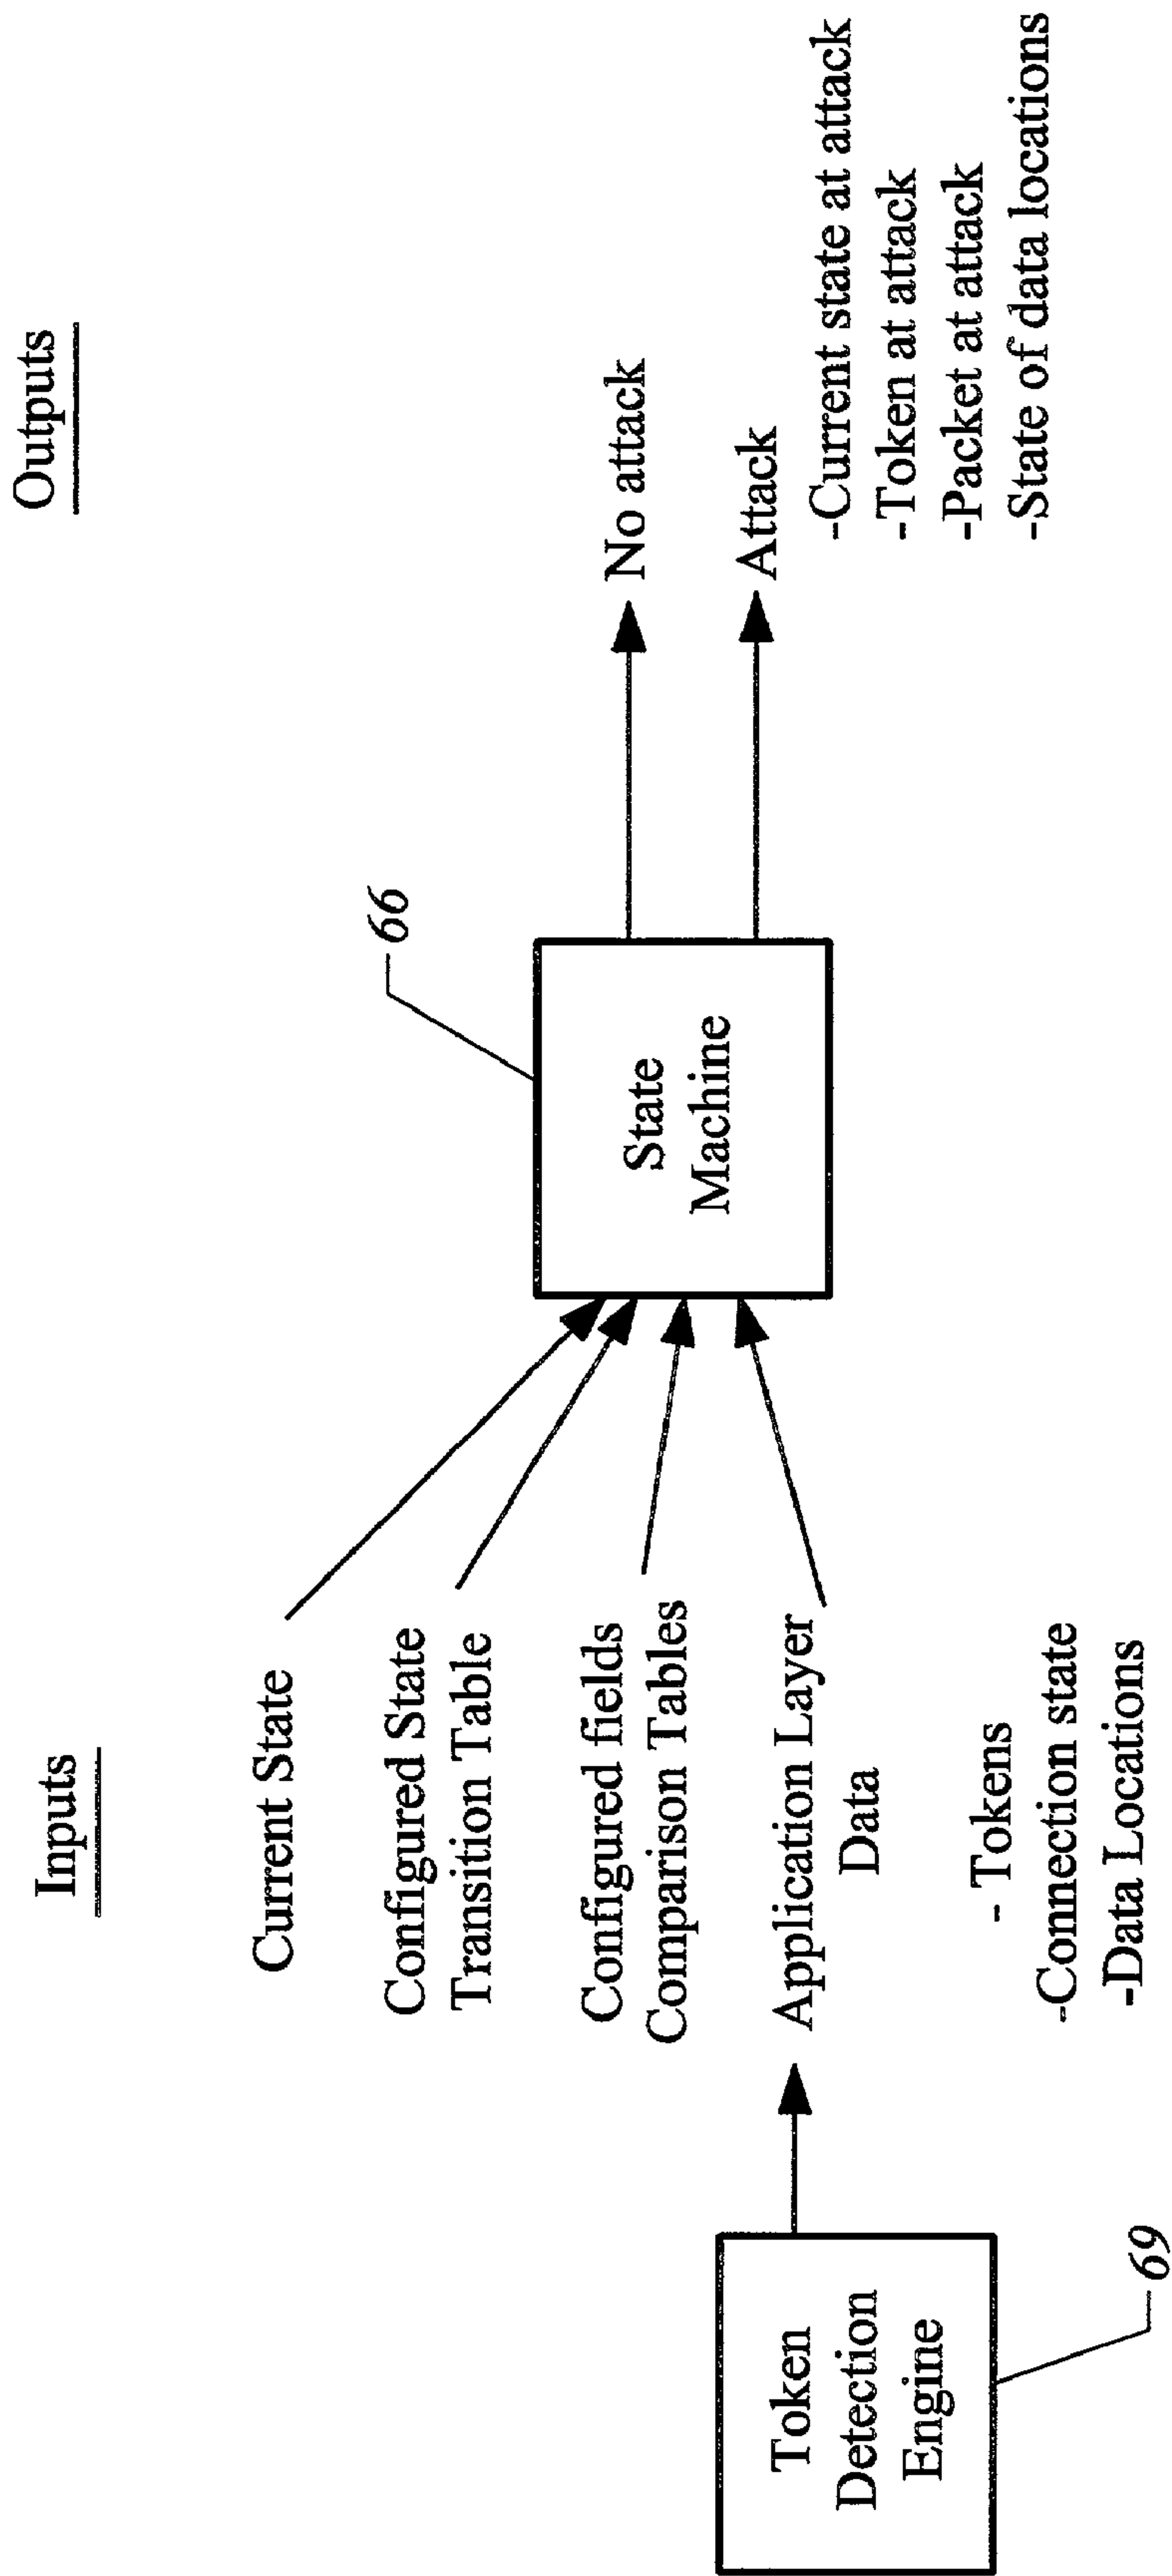 Inputs
Outputs
Current State
Configured State
Transition Table
Configured fields
Comparison Tables
Application Layer
Data
- Tokens
-Connection state
-Data Locations
Token
Detection
Engine
69
State
Machine
66
No attack
Attack
-Current state at attack
-Token at attack
-Packet at attack
-State of data locations